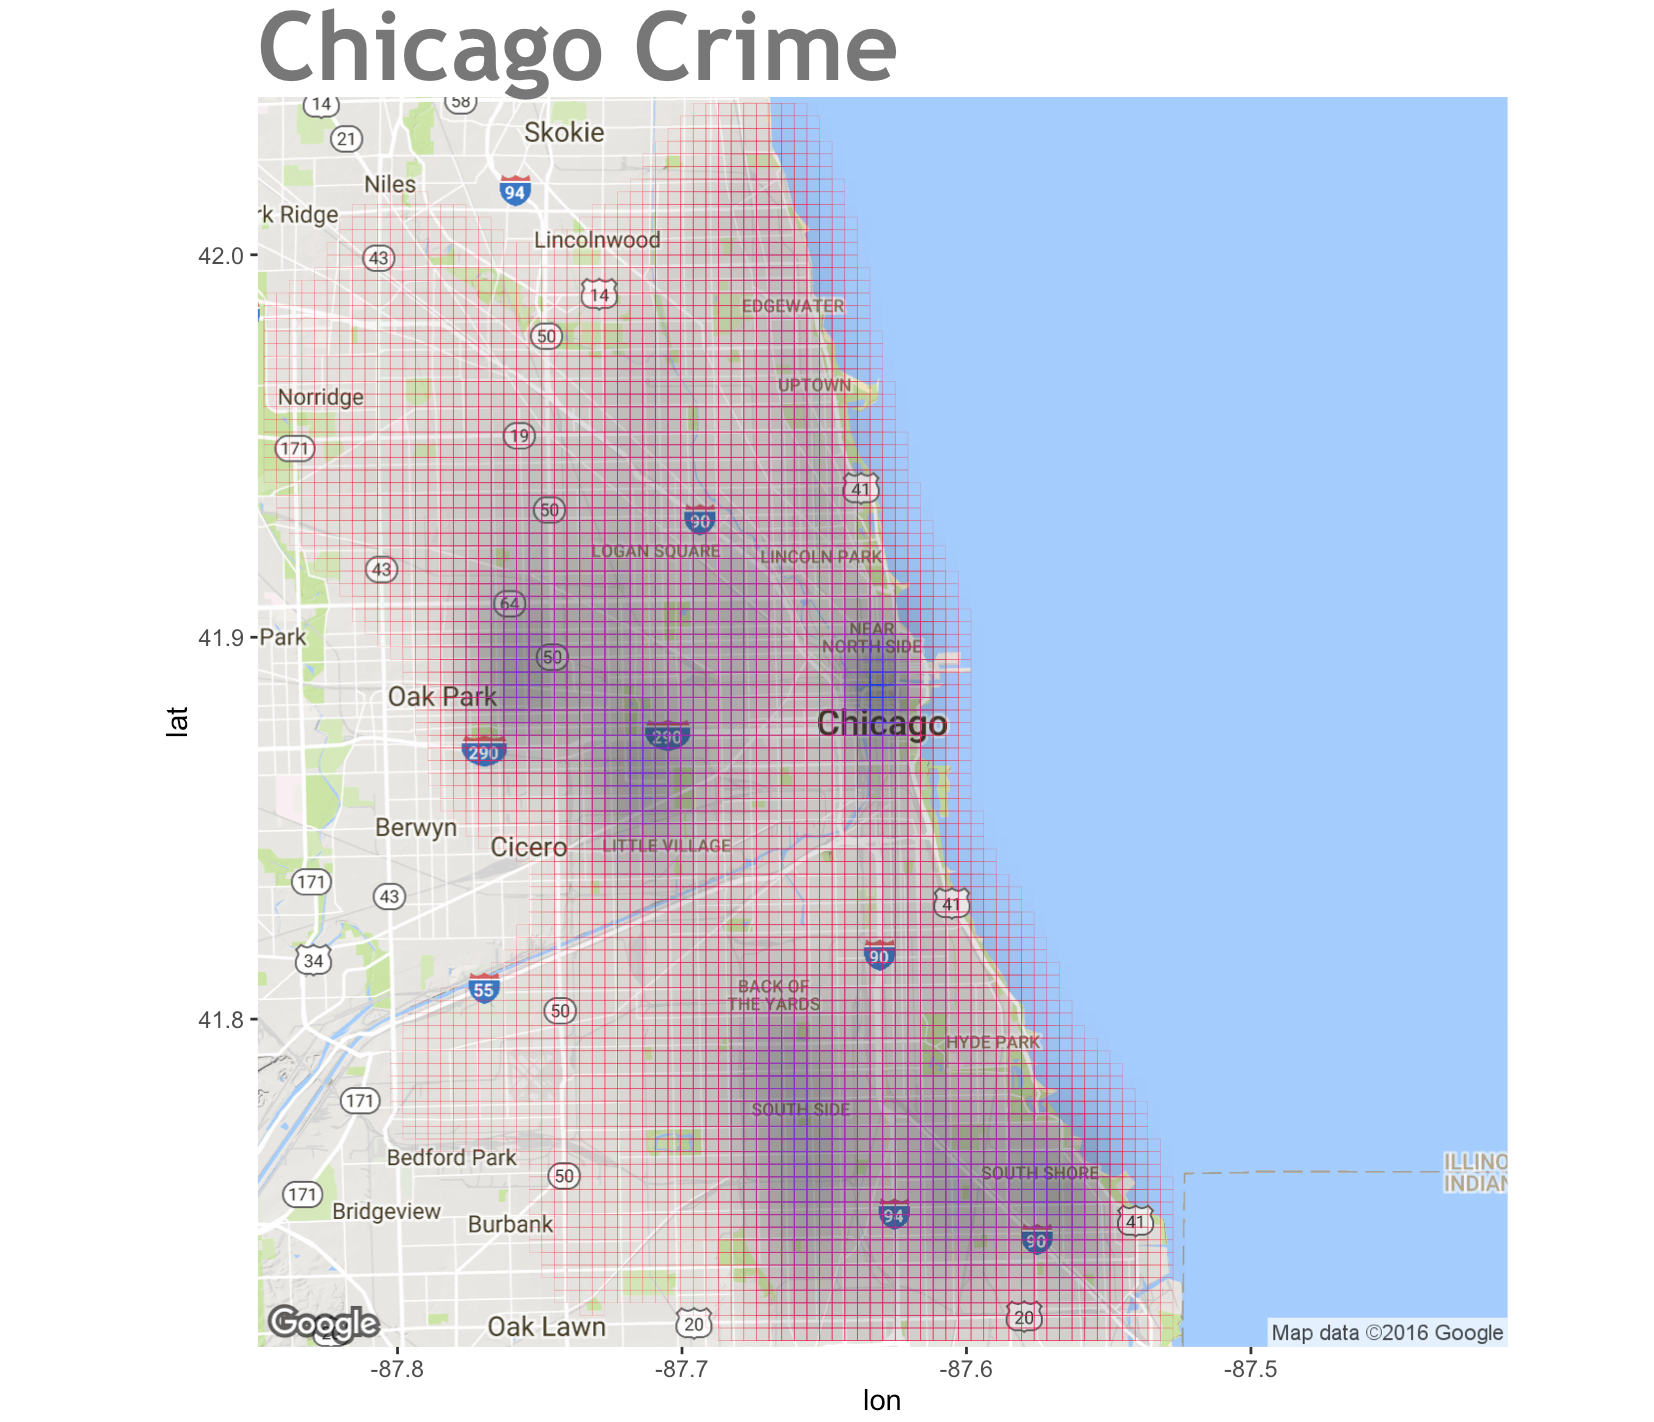 Chicago Crime
14
58
Skokie
21
Niles
94
rk Ridge
Lincolnwood
43
42.0
14
EDGEWATER
50
UPTOWN
Norridge
19
171
41
50
90
LOGAN SQUARE
LINCOLN PARK
43
64
NEAR
NORTH SIDE
41.9
Park
50
Oak Park
lat
Chicago
290
290
Berwyn
Cicero
LITTLE VILLAGE
171
43
41
34
90
55
BACK OF
THE YARDS
50
41.8
HYDE PARK
171
SOUTH SIDE
Bedford Park
SOUTH SHORE
ILLINO
INDIAN
50
171
Bridgeview
Burbank
94
41
90
Google
Oak Lawn
20
20
Map data ©2016 Google
-87.8
-87.7
-87.6
-87.5
lon